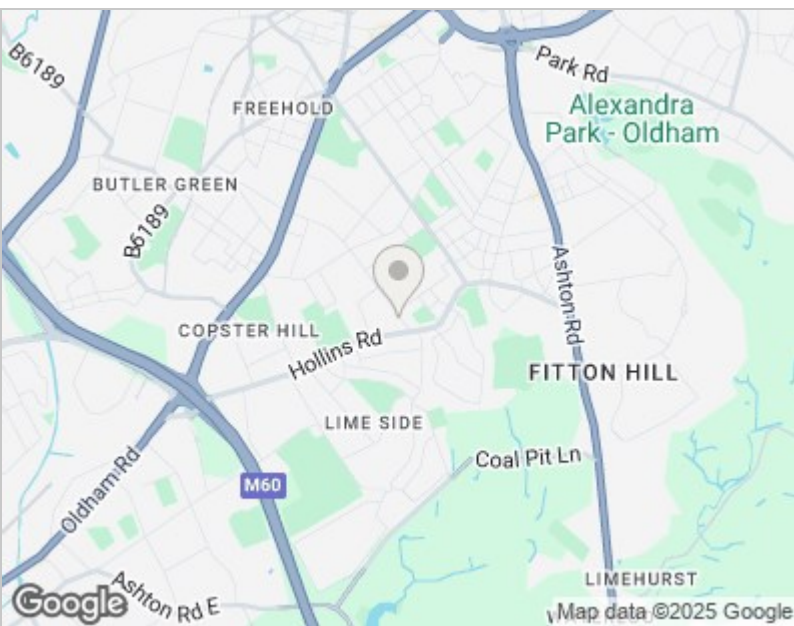 B6189
Park Rd
FREEHOLD
Alexandra
Park - Oldham
BUTLER GREEN
B6189
Ashton Rd
COPSTER HILL
Hollins Rd
FITTON HILL
LIME SIDE
Coal Pit Ln
M60
Oldham Rd
LIMEHURST
Ashton Rd E
Google
Map data ©2025 Google